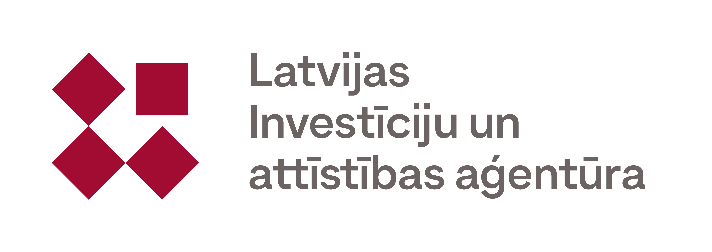 Latvijas
Investīciju un
attīstības aģentūra